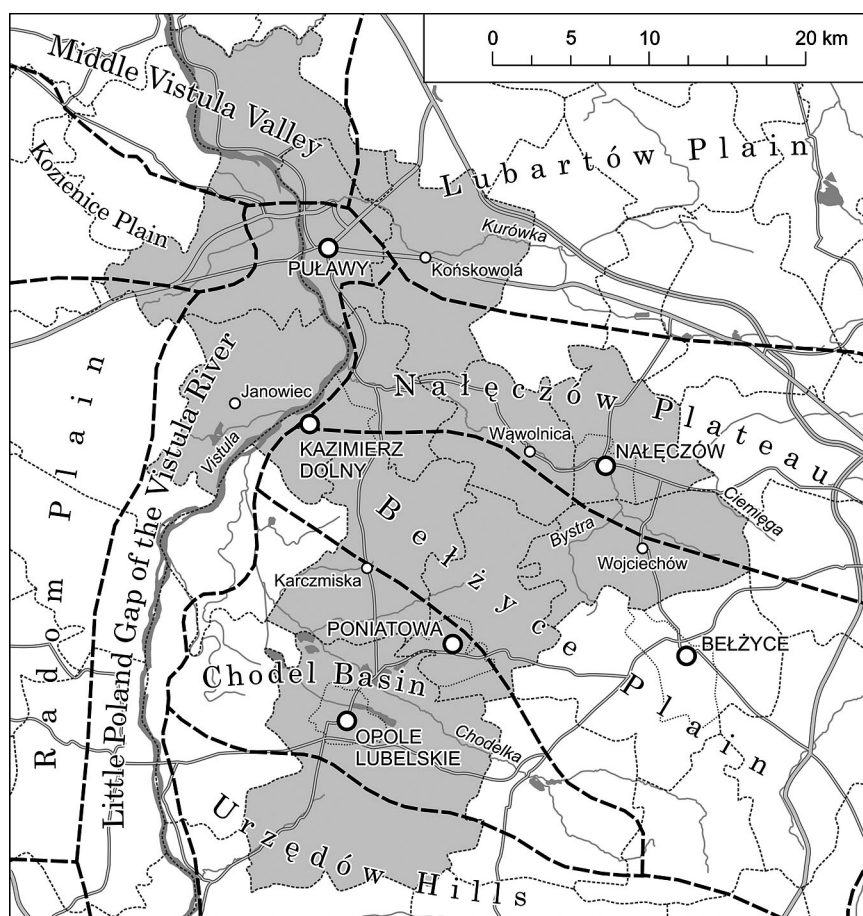 0 5 10 20 km
Middle Vistula Valley
Lubartów Plain
Kozienice Plain
Kurówka
PUŁAWY
Końskowola
Radom Plain
Little Poland Gap of the Vistula River
Janowiec
Vistula
Nałęczów Plateau
KAZIMIERZ
DOLNY
Wąwolnica
NAŁĘCZÓW
Ciemięga
Bystra
Wojciechów
Bełżyce Plain
Karczmiska
PONIATOWA
BEŁŻYCE
Chodel Basin
OPOLE
LUBELSKIE
Chodelka
Urzędów Hills